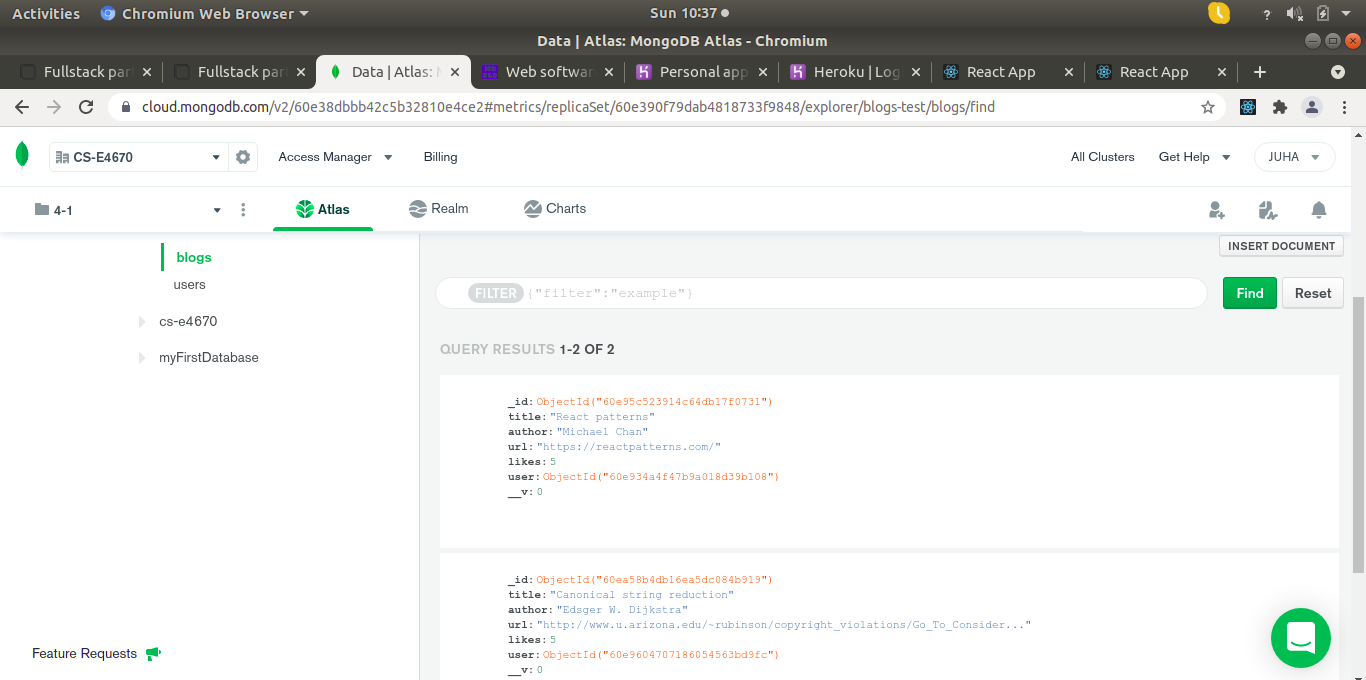 Activities Chromium Web Browser Sun 10:37 ?
Data | Atlas: MongoDB Atlas - Chromium
Fullstack par Fullstack par Data | Atlas: M Web softwar Personal app Heroku | Log React App React App
cloud.mongodb.com/v2/60e38dbbb42c5b32810e4ce2#metrics/replicaSet/60e390f79dab4818733f9848/explorer/blogs-test/blogs/find
CS-E4670 Access Manager Billing All Clusters Get Help JUHA
4-1 Atlas Realm Charts
blogs
INSERT DOCUMENT
users
FILTER {"filter":"example"} Find Reset
cs-e4670
QUERY RESULTS 1-2 OF 2
myFirstDatabase
_id: ObjectId("60e95c523914c64db17f0731")
title: "React patterns"
author: "Michael Chan"
url: "https://reactpatterns.com/"
likes: 5
user: ObjectId("60e934a4f47b9a018d39b108")
__v: 0
_id: ObjectId("60ea58b4db16ea5dc084b919")
title: "Canonical string reduction"
author: "Edsger W. Dijkstra"
url: "http://www.u.arizona.edu/~rubinson/copyright_violations/Go_To_Consider..."
likes: 5
user: ObjectId("60e9604707186054563bd9fc")
__v: 0
Feature Requests